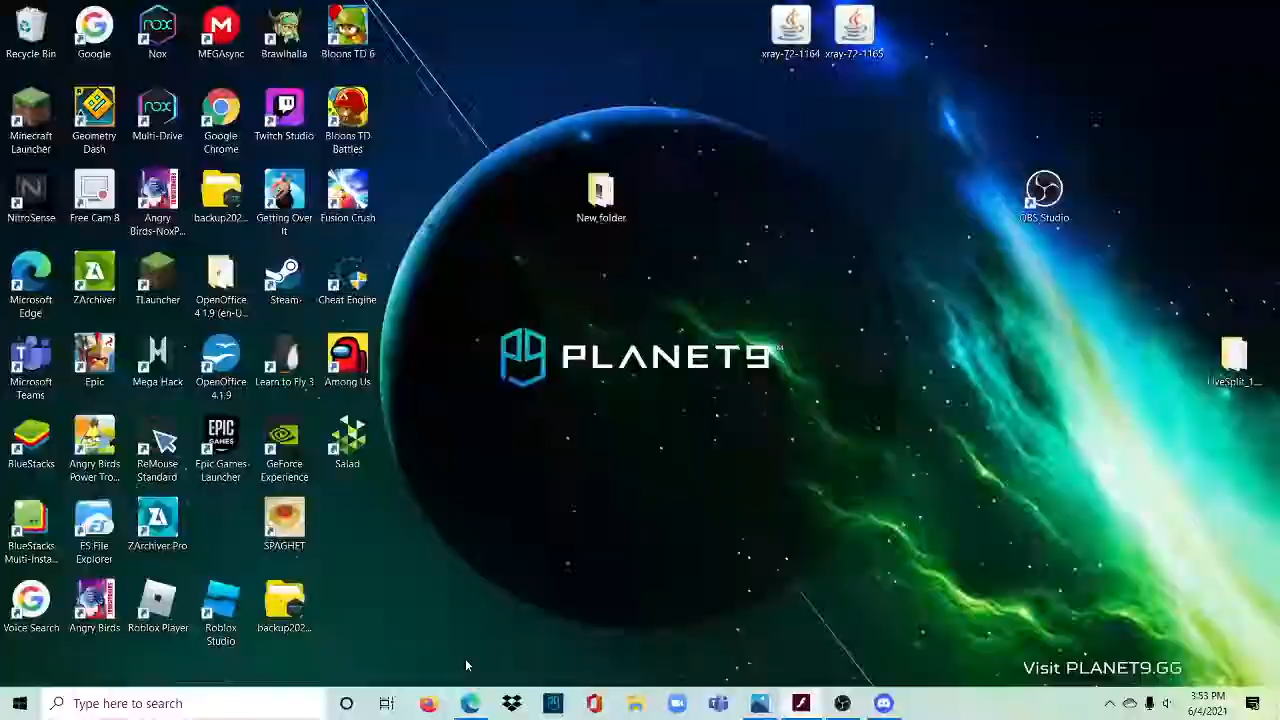 Recycle Bin
Google
Nox
MEGAsync
Brawlhalla
Bloons TD 6
xray-72-1164
xray-72-1165
Minecraft
Launcher
Geometry
Dash
Multi-Drive
Google
Chrome
Twitch Studio
Bloons TD
Battles
NitroSense
Free Cam 8
Angry
Birds-NoxP...
backup202...
Getting Over
It
Fusion Crush
New folder
OBS Studio
Microsoft
Edge
ZArchiver
TLauncher
OpenOffice
4.1.9 (en-U...
Steam
Cheat Engine
Microsoft
Teams
Epic
Mega Hack
OpenOffice
4.1.9
Learn to Fly 3
Among Us
PLANET9
LiveSplit_1...
BlueStacks
Angry Birds
Power Tro...
ReMouse
Standard
EPIC
GAMES
Epic Games
Launcher
GeForce
Experience
Salad
BlueStacks
Multi-Insta...
FS File
Explorer
ZArchiver Pro
SPAGHET
Voice Search
Angry Birds
Roblox Player
Roblox
Studio
backup202...
Visit PLANET9.GG
Type here to search
3:53 PM
6/4/2021